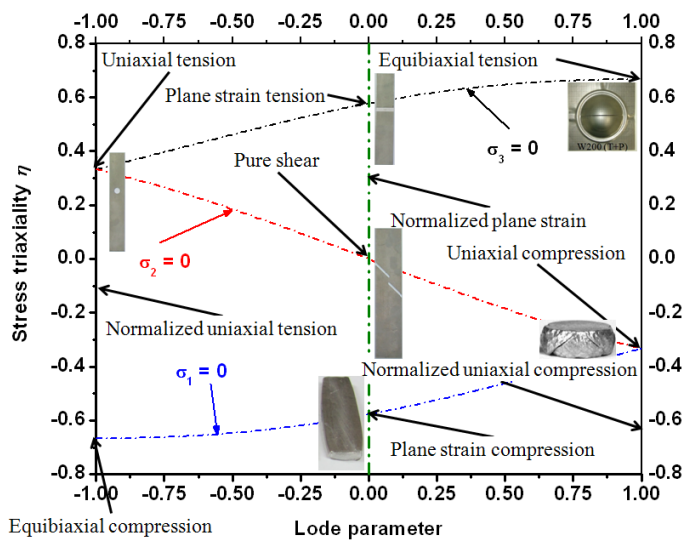 -1.00 -0.75 -0.50 -0.25 0.00 0.25 0.50 0.75 1.00
0.8 0.8
Uniaxial tension
Equibiaxial tension
0.6 0.6
Plane strain tension
W200 (T+P)
σ3 = 0
0.4 0.4
Pure shear
0.2 0.2
Normalized plane strain
Uniaxial compression
0.0 0.0
σ2 = 0
Stress triaxiality η
-0.2 -0.2
Normalized uniaxial tension
-0.4 -0.4
Normalized uniaxial compression
σ1 = 0
-0.6 -0.6
Plane strain compression
-0.8 -0.8
-1.00 -0.75 -0.50 -0.25 0.00 0.25 0.50 0.75 1.00
Equibiaxial compression
Lode parameter